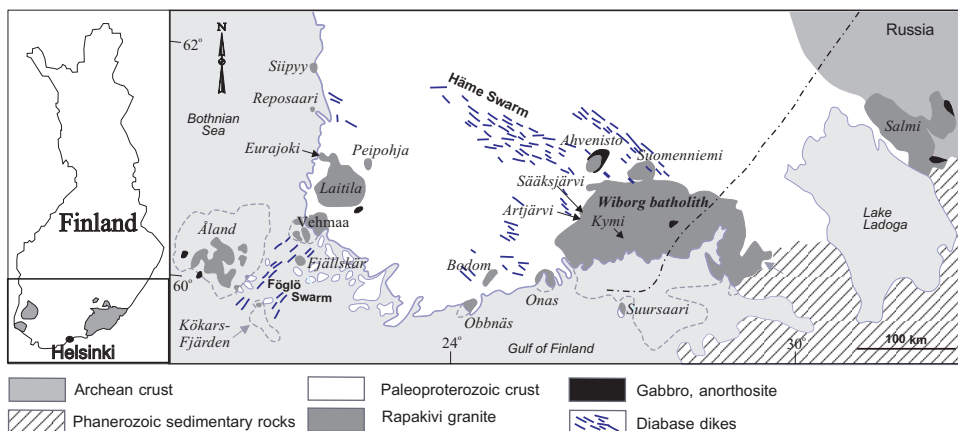 Finland
Helsinki
N
62°
Russia
Siipyy
Häme Swarm
Reposaari
Bothnian
Sea
Salmi
Ahvenisto
Eurajoki
Peipohja
Suomenniemi
Sääksjärvi
Laitila
Wiborg batholith
Artjärvi
Kymi
Vehmaa
Lake
Ladoga
Åland
Fjällskär
Bodom
60°
Föglö
Swarm
Onas
Suursaari
Obbnäs
Kökars-
Fjärden
24°
Gulf of Finland
30°
100 km
Archean crust
Paleoproterozoic crust
Gabbro, anorthosite
Phanerozoic sedimentary rocks
Rapakivi granite
Diabase dikes